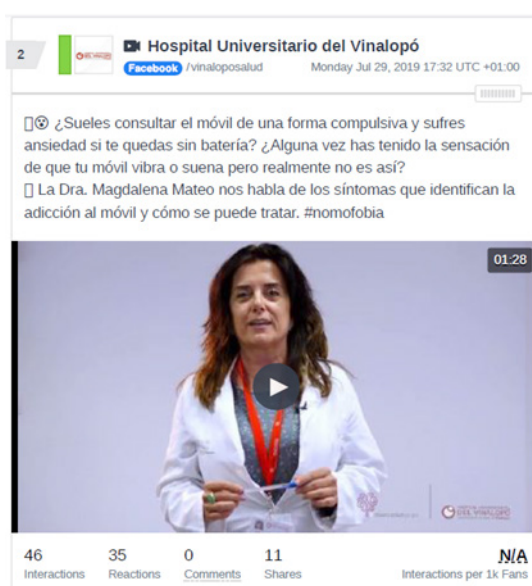 2
Hospital Universitario del Vinalopó
Facebook /vinaloposalud Monday Jul 29, 2019 17:32 UTC +01:00
¿Sueles consultar el móvil de una forma compulsiva y sufres
ansiedad si te quedas sin batería? ¿Alguna vez has tenido la sensación
de que tu móvil vibra o suena pero realmente no es así?
La Dra. Magdalena Mateo nos habla de los síntomas que identifican la
adicción al móvil y cómo se puede tratar. #nomofobia
01:28
DEL VINALOPÓ
46 35 0 11 N/A
Interactions Reactions Comments Shares Interactions per 1k Fans